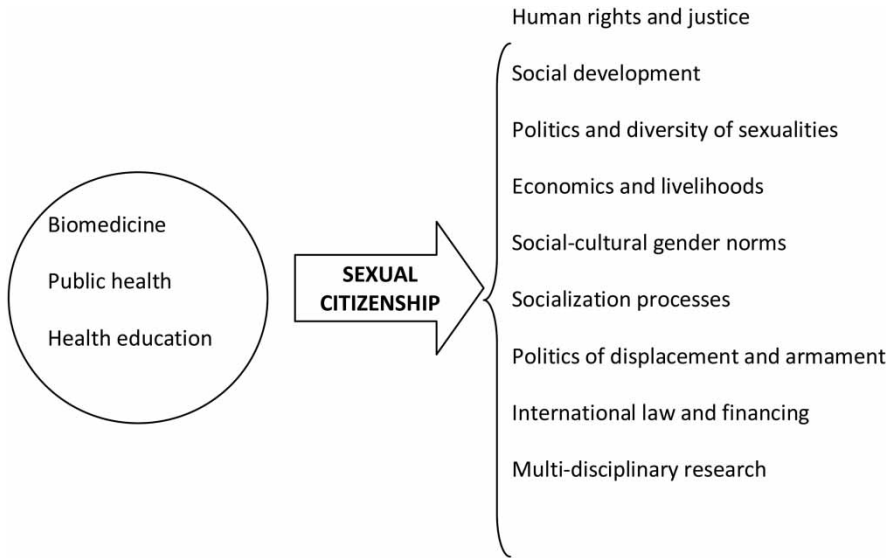 Biomedicine
Public health
Health education
SEXUAL
CITIZENSHIP
Human rights and justice
Social development
Politics and diversity of sexualities
Economics and livelihoods
Social-cultural gender norms
Socialization processes
Politics of displacement and armament
International law and financing
Multi-disciplinary research